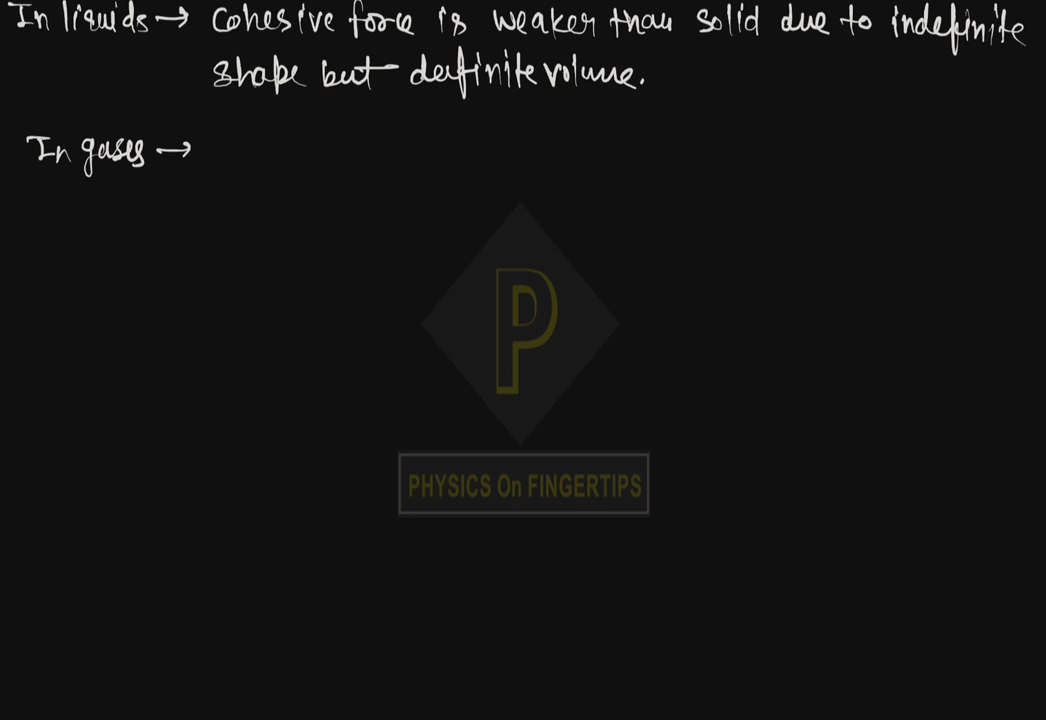 In liquids → Cohesive force is weaker than solid due to indefinite
shape but definite volume.
In gases →
P
PHYSICS On FINGERTIPS